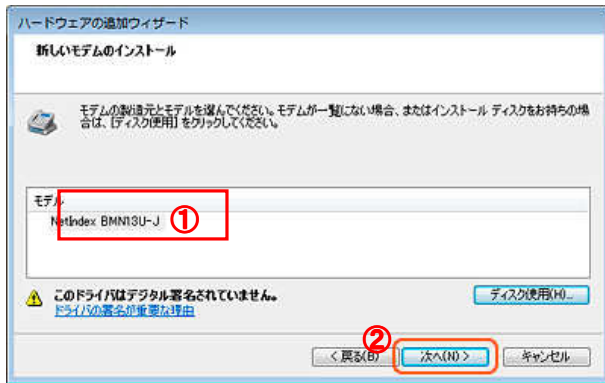 ハードウェアの追加ウィザード
新しいモデムのインストール
モデムの製造元とモデルを選んでください。モデムが一覧にない場合、またはインストール ディスクをお持ちの場
合は、[ディスク使用] をクリックしてください。
モデル
NetIndex BMN13U-J
①
このドライバはデジタル署名されていません。
ドライバの署名が重要な理由
ディスク使用(H)...
②
< 戻る(B)
次へ(N) >
キャンセル